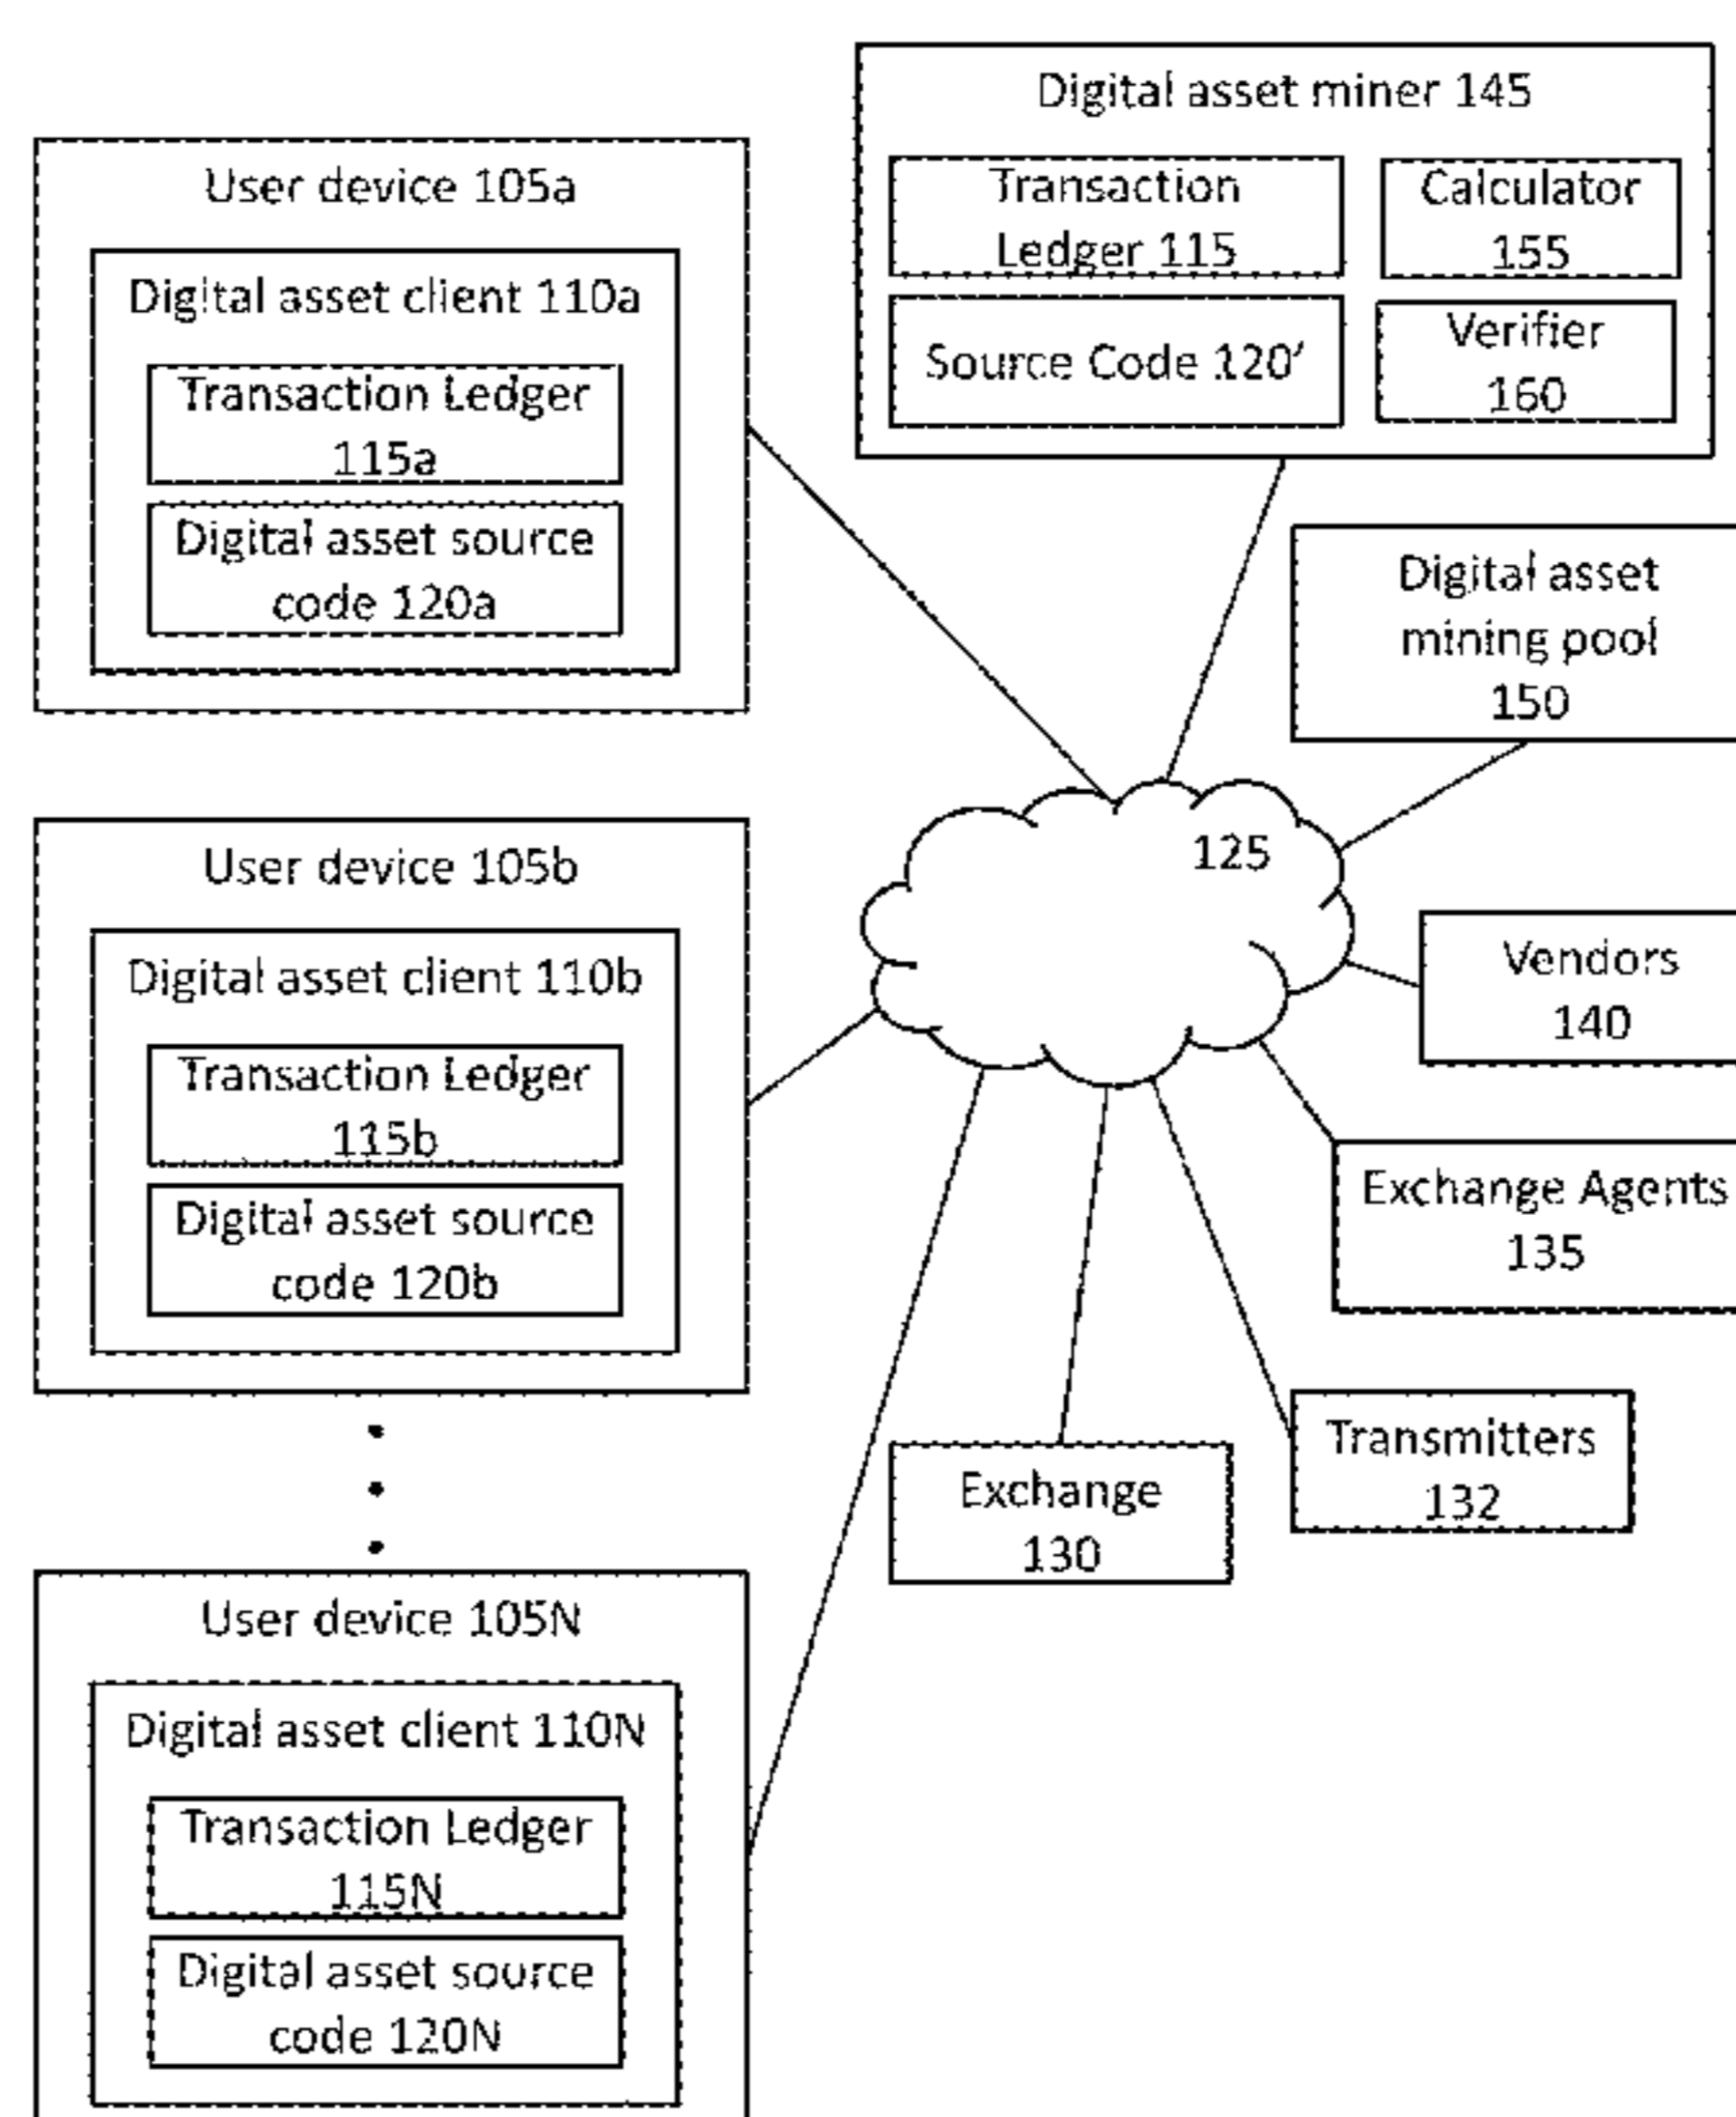 Digital asset miner 145
Transaction
Ledger 115
Calculator
155
Source Code 120'
Verifier
160
User device 105a
Digital asset client 110a
Transaction Ledger
115a
Digital asset source
code 120a
Digital asset
mining pool
150
User device 105b
Digital asset client 110b
Transaction Ledger
115b
Digital asset source
code 120b
125
Vendors
140
Exchange Agents
135
Transmitters
132
Exchange
130
User device 105N
Digital asset client 110N
Transaction Ledger
115N
Digital asset source
code 120N